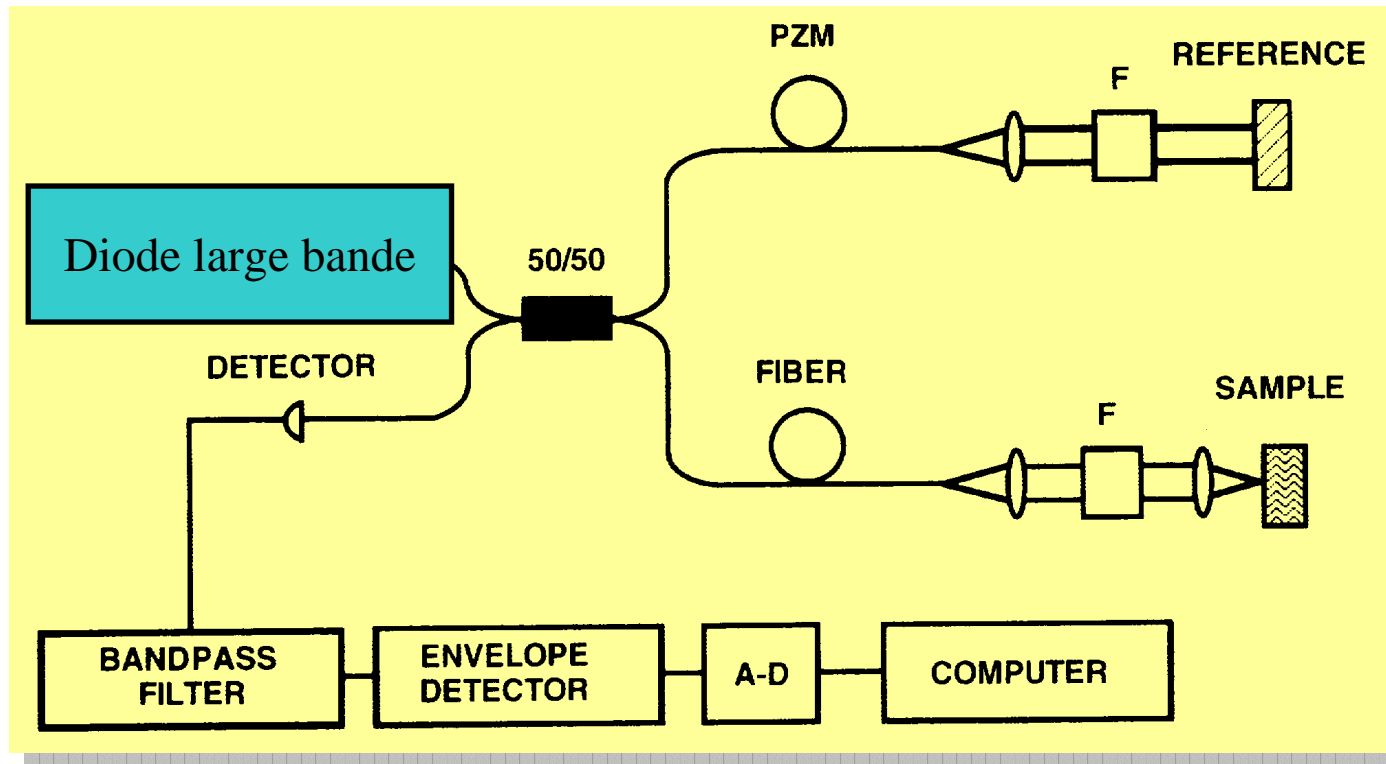 PZM
REFERENCE
F
Diode large bande
50/50
DETECTOR
FIBER
SAMPLE
F
BANDPASS
FILTER
ENVELOPE
DETECTOR
A-D
COMPUTER